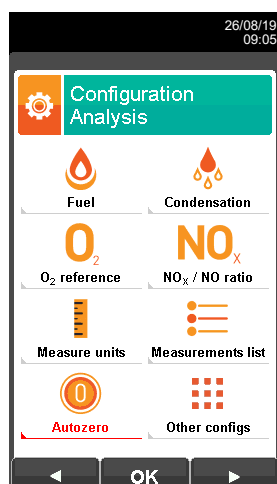 26/08/19
09:05
Configuration
Analysis
Fuel
Condensation
O₂
NOX
O₂ reference
NOX / NO ratio
Measure units
Measurements list
0
Autozero
Other configs
OK